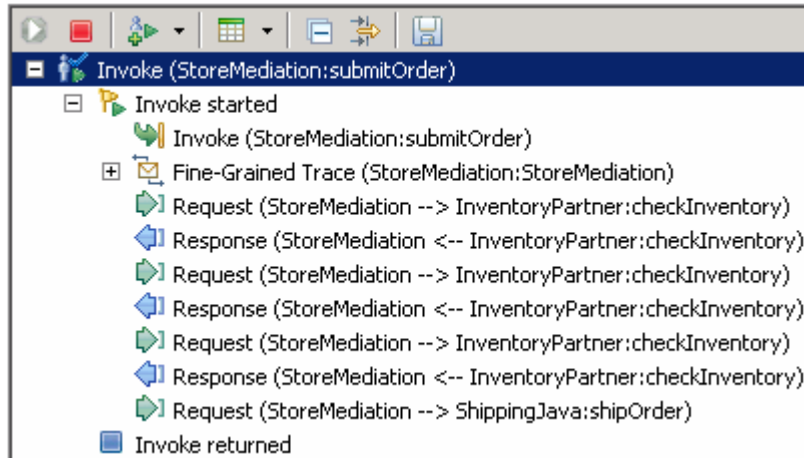 Invoke (StoreMediation:submitOrder)
Invoke started
Invoke (StoreMediation:submitOrder)
Fine-Grained Trace (StoreMediation:StoreMediation)
Request (StoreMediation --> InventoryPartner:checkInventory)
Response (StoreMediation <-- InventoryPartner:checkInventory)
Request (StoreMediation --> InventoryPartner:checkInventory)
Response (StoreMediation <-- InventoryPartner:checkInventory)
Request (StoreMediation --> InventoryPartner:checkInventory)
Response (StoreMediation <-- InventoryPartner:checkInventory)
Request (StoreMediation --> ShippingJava:shipOrder)
Invoke returned